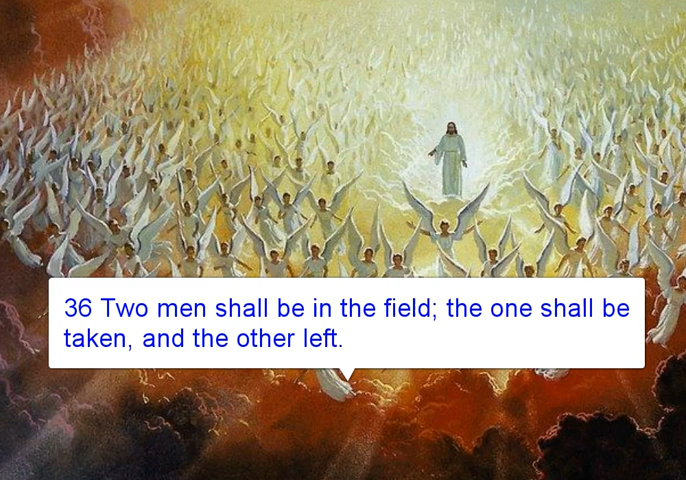 36 Two men shall be in the field; the one shall be
taken, and the other left.